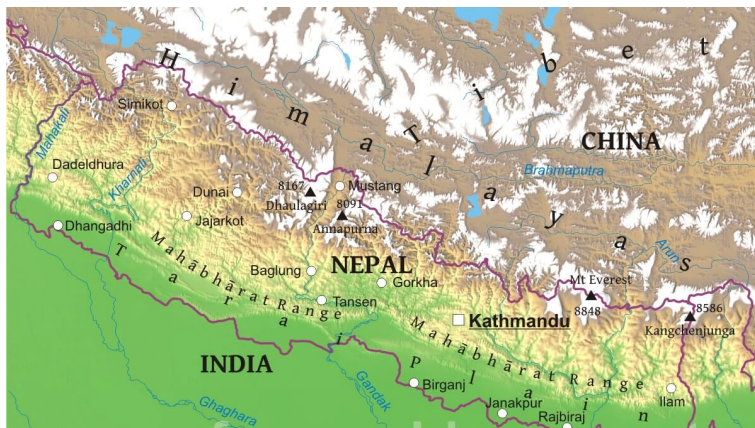 Himalayas
Tibet
CHINA
Simikot
Mahakali
Karnali
Brahmaputra
Dadeldhura
Dunai
8167
Dhaulagiri
Mustang
8091
Annapurna
Jajarkot
Dhangadhi
Arun
Mahābhārat Range
Baglung
NEPAL
Gorkha
Mt Everest
8848
8586
Kangchenjunga
Tansen
Kathmandu
Mahābhārat Range
Tarai Plain
INDIA
Gandak
Birganj
Ilam
Ghaghara
Janakpur
Rajbiraj